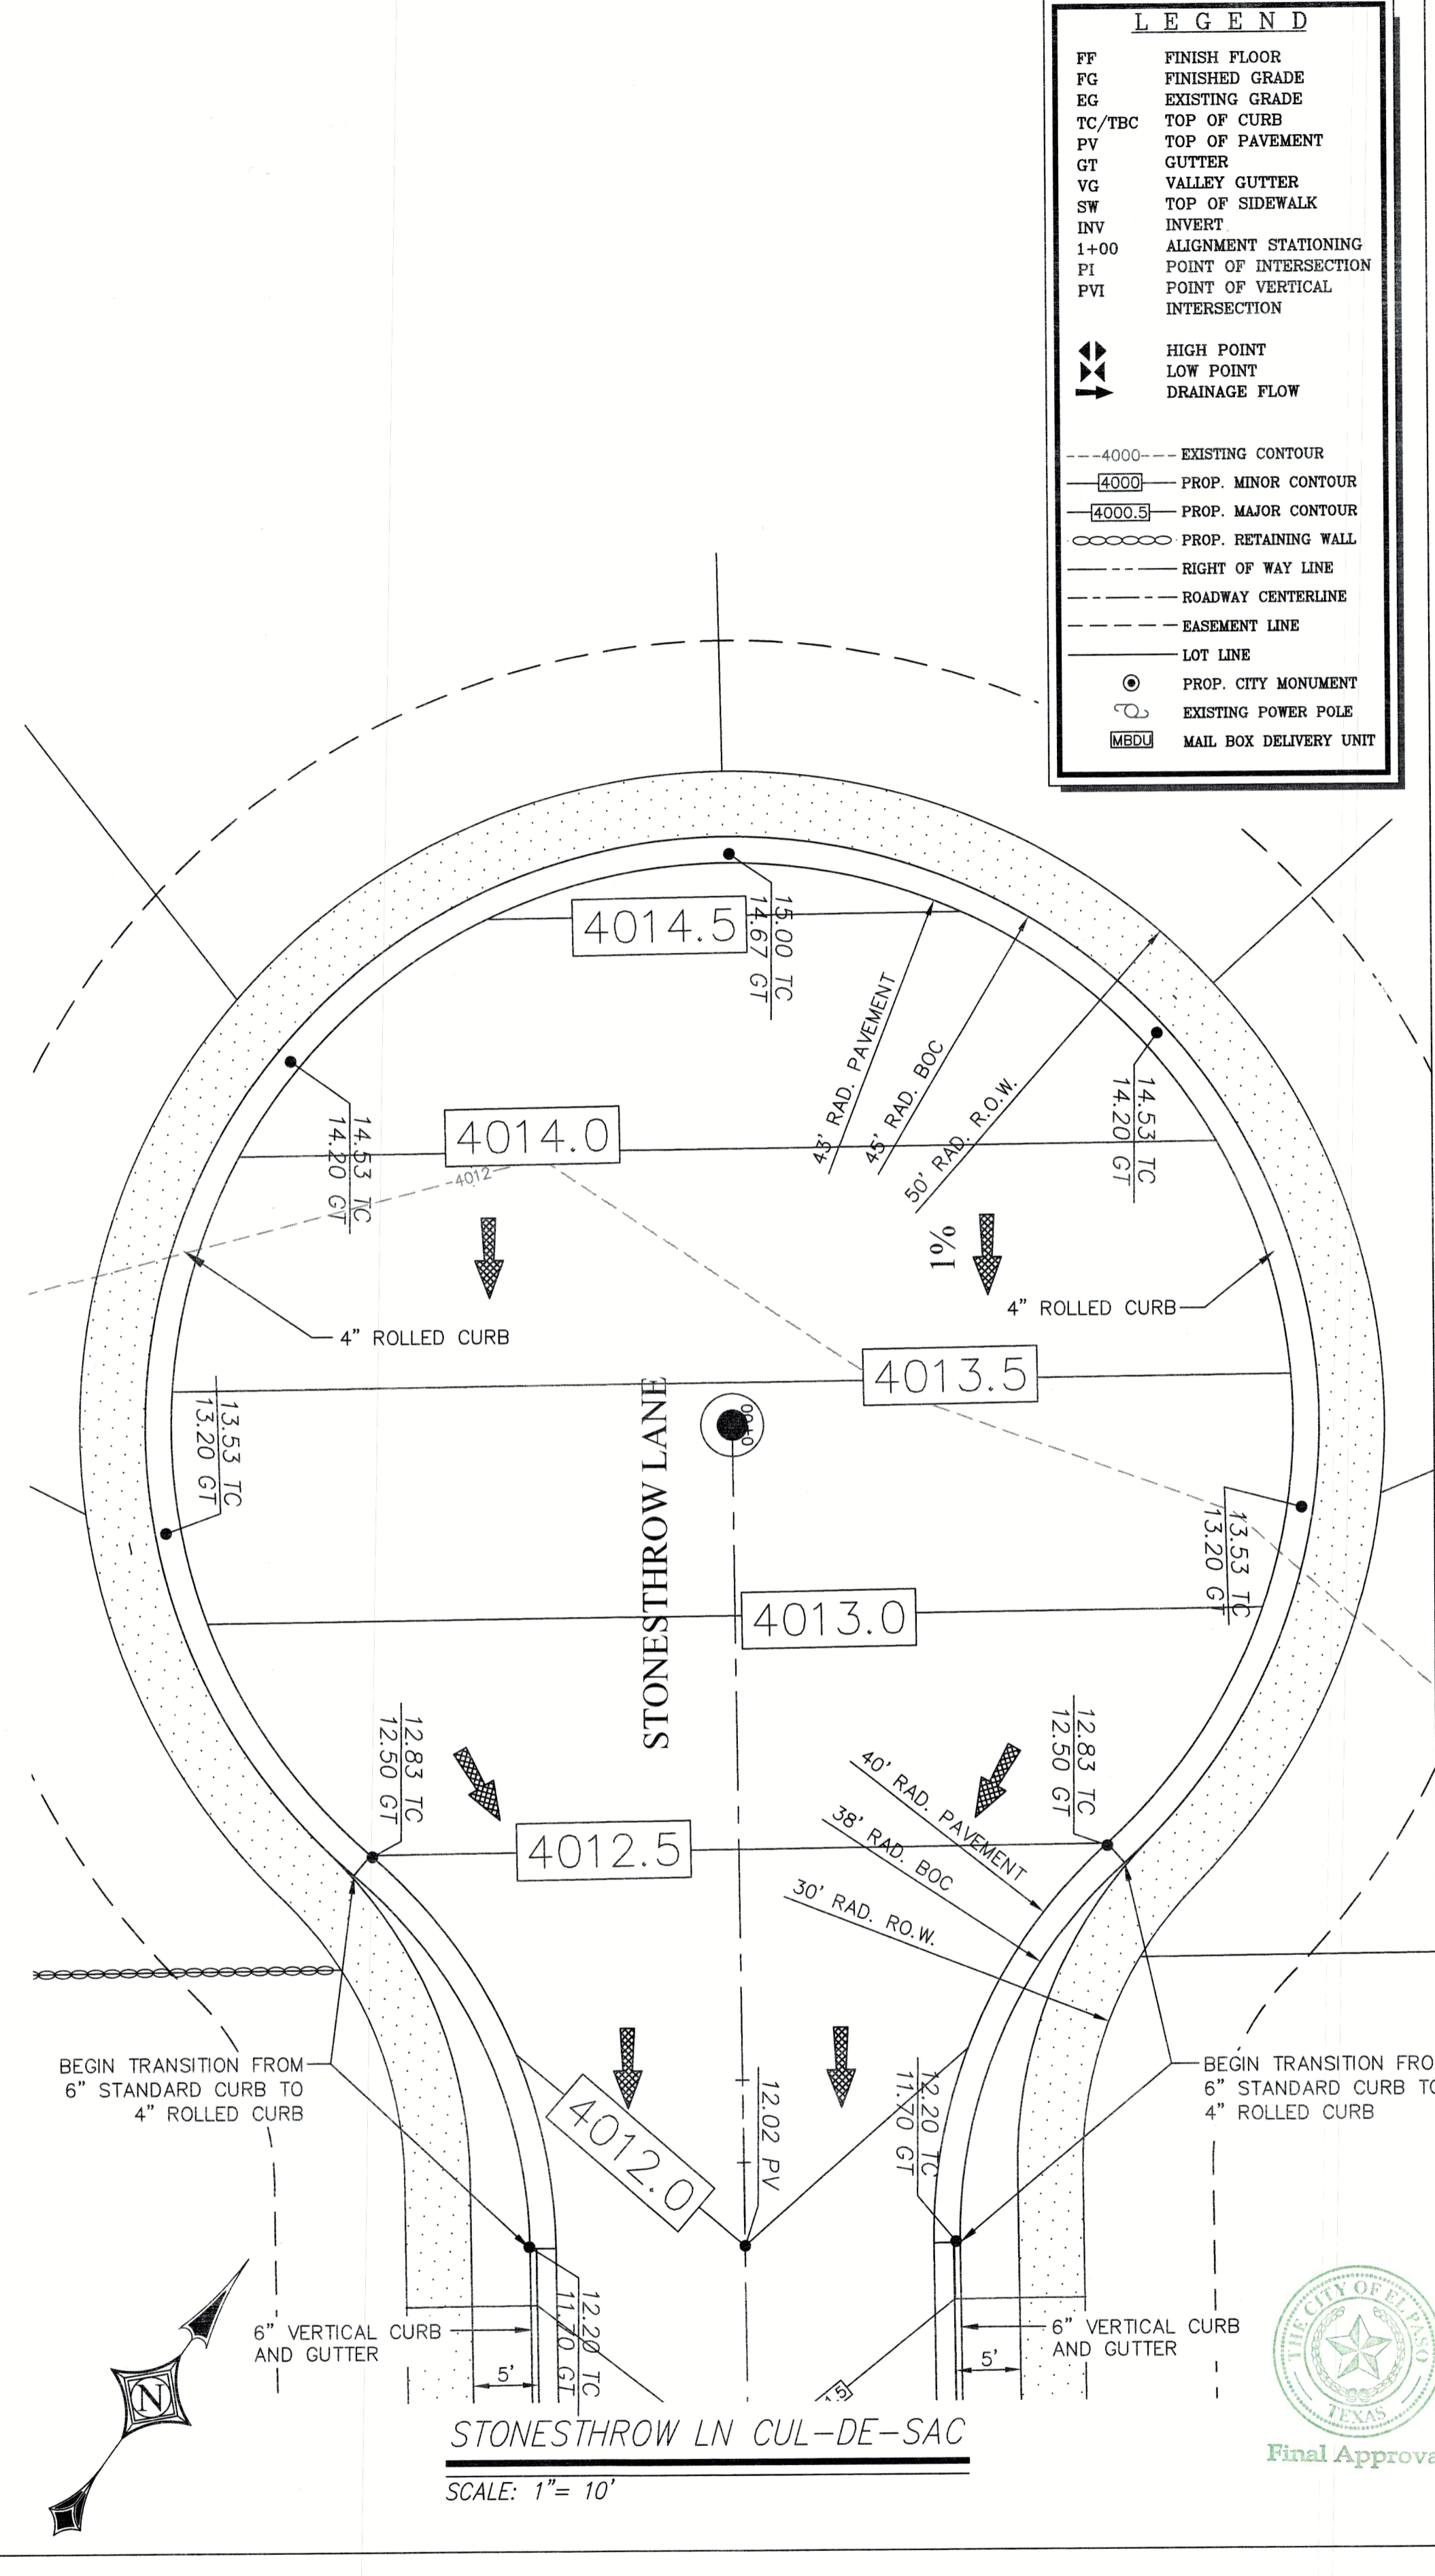 L E G E N D
FF FINISH FLOOR
FG FINISHED GRADE
EG EXISTING GRADE
TC/TBC TOP OF CURB
PV TOP OF PAVEMENT
GT GUTTER
VG VALLEY GUTTER
SW TOP OF SIDEWALK
INV INVERT
1+00 ALIGNMENT STATIONING
PI POINT OF INTERSECTION
PVI POINT OF VERTICAL
INTERSECTION
HIGH POINT
LOW POINT
DRAINAGE FLOW
4000 EXISTING CONTOUR
4000 PROP. MINOR CONTOUR
4000.5 PROP. MAJOR CONTOUR
PROP. RETAINING WALL
RIGHT OF WAY LINE
ROADWAY CENTERLINE
EASEMENT LINE
LOT LINE
PROP. CITY MONUMENT
EXISTING POWER POLE
MBDU MAIL BOX DELIVERY UNIT
4014.5
15.00 TC
14.67 GT
43' RAD. PAVEMENT
45' RAD. BOC
50' RAD. R.O.W.
14.53 TC
14.20 GT
14.53 TC
14.20 GT
4014.0
4012
1%
4" ROLLED CURB
4" ROLLED CURB
4013.5
STONESTHROW LANE
0+00
13.53 TC
13.20 GT
13.53 TC
13.20 GT
4013.0
12.83 TC
12.50 GT
12.83 TC
12.50 GT
4012.5
40' RAD. PAVEMENT
38' RAD. BOC
30' RAD. RO.W.
BEGIN TRANSITION FROM
6" STANDARD CURB TO
4" ROLLED CURB
BEGIN TRANSITION FRO
6" STANDARD CURB TO
4" ROLLED CURB
4012.0
12.02 PV
12.20 TC
11.70 GT
12.20 TC
11.70 GT
6" VERTICAL CURB
AND GUTTER
6" VERTICAL CURB
AND GUTTER
5'
5'
N
STONESTHROW LN CUL-DE-SAC
SCALE: 1"= 10'
THE CITY OF EL PASO
TEXAS
Final Approva